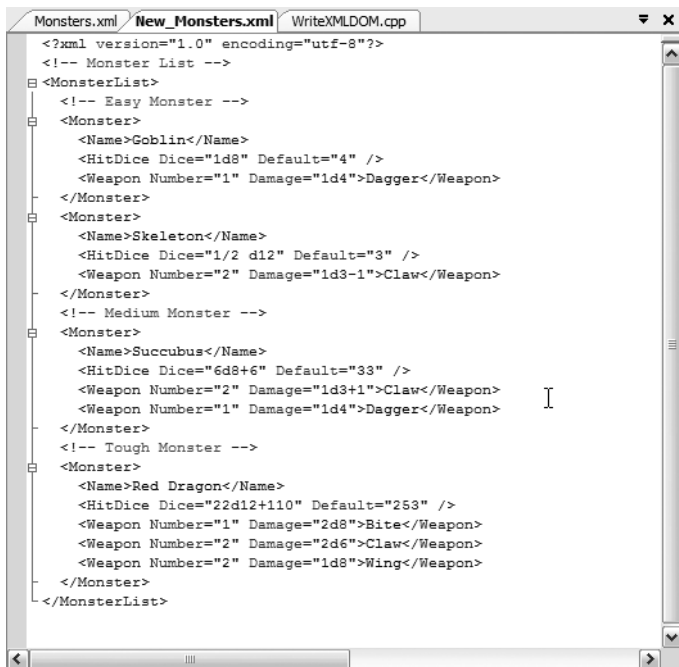 Monsters.xml New_Monsters.xml WriteXMLDOM.cpp
<?xml version="1.0" encoding="utf-8"?>
<!-- Monster List -->
<MonsterList>
<!-- Easy Monster -->
<Monster>
<Name>Goblin</Name>
<HitDice Dice="1d8" Default="4" />
<Weapon Number="1" Damage="1d4">Dagger</Weapon>
</Monster>
<Monster>
<Name>Skeleton</Name>
<HitDice Dice="1/2 d12" Default="3" />
<Weapon Number="2" Damage="1d3-1">Claw</Weapon>
</Monster>
<!-- Medium Monster -->
<Monster>
<Name>Succubus</Name>
<HitDice Dice="6d8+6" Default="33" />
<Weapon Number="2" Damage="1d3+1">Claw</Weapon>
<Weapon Number="1" Damage="1d4">Dagger</Weapon>
</Monster>
<!-- Tough Monster -->
<Monster>
<Name>Red Dragon</Name>
<HitDice Dice="22d12+110" Default="253" />
<Weapon Number="1" Damage="2d8">Bite</Weapon>
<Weapon Number="2" Damage="2d6">Claw</Weapon>
<Weapon Number="2" Damage="1d8">Wing</Weapon>
</Monster>
</MonsterList>